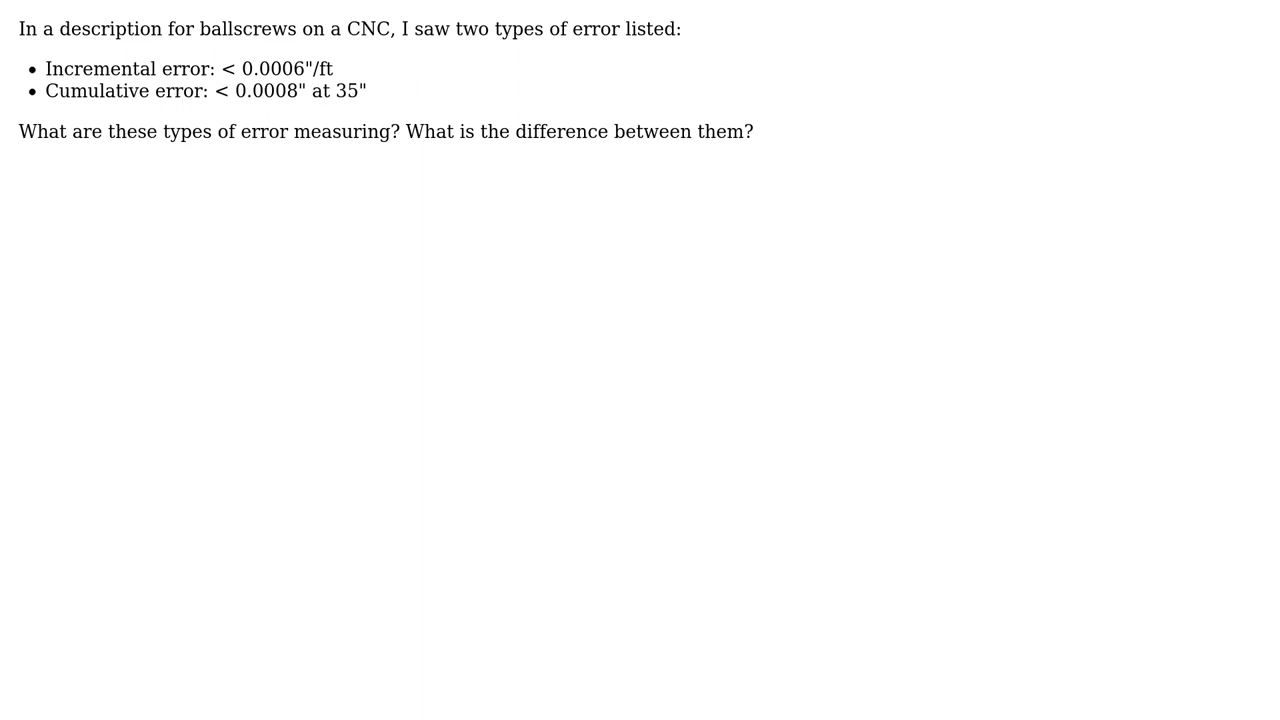 In a description for ballscrews on a CNC, I saw two types of error listed:
• Incremental error: < 0.0006"/ft
• Cumulative error: < 0.0008" at 35"
What are these types of error measuring? What is the difference between them?